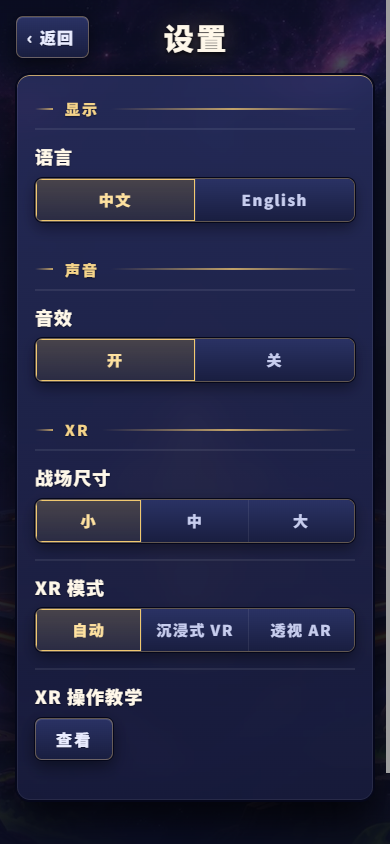 ‹ 返回
设置
显示
语言
中文 English
声音
音效
开 关
XR
战场尺寸
小 中 大
XR 模式
自动 沉浸式 VR 透视 AR
XR 操作教学
查看